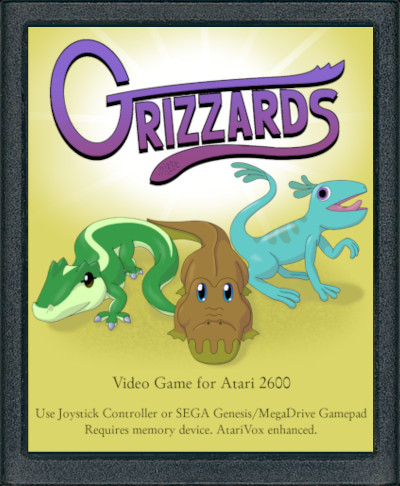 GRIZZARDS
Video Game for Atari 2600
Use Joystick Controller or SEGA Genesis/MegaDrive Gamepad
Requires memory device. AtariVox enhanced.